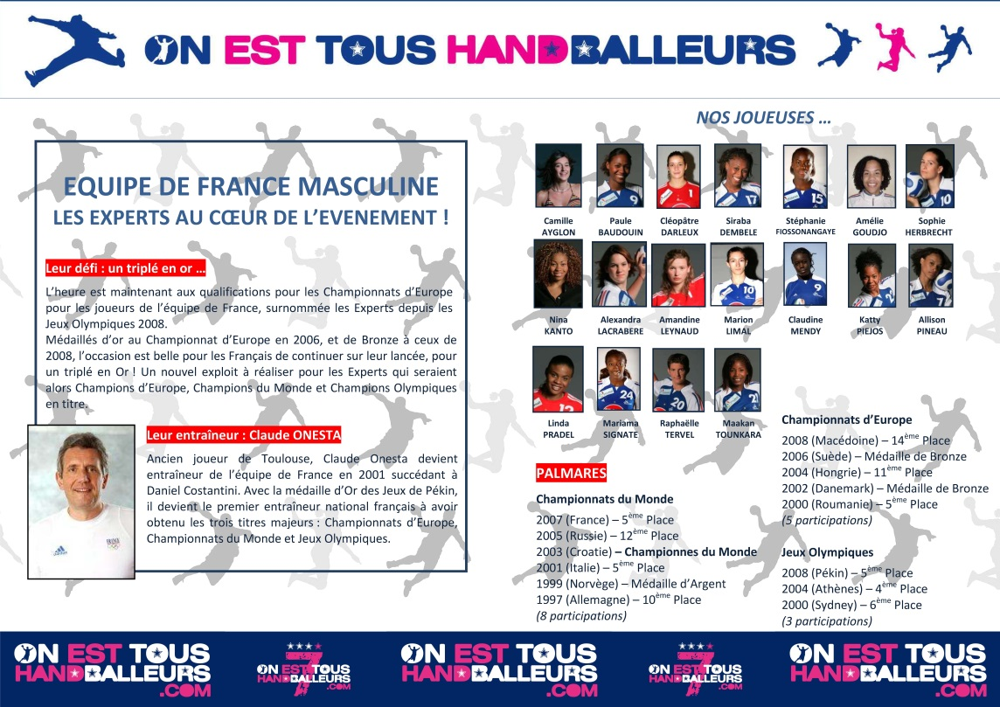 ON EST TOUS HANDBALLEURS
EQUIPE DE FRANCE MASCULINE
LES EXPERTS AU CŒUR DE L’EVENEMENT !
Leur défi : un triplé en or …
L’heure est maintenant aux qualifications pour les Championnats d’Europe
pour les joueurs de l’équipe de France, surnommée les Experts depuis les
Jeux Olympiques 2008.
Médaillés d’or au Championnat d’Europe en 2006, et de Bronze à ceux de
2008, l’occasion est belle pour les Français de continuer sur leur lancée, pour
un triplé en Or ! Un nouvel exploit à réaliser pour les Experts qui seraient
alors Champions d’Europe, Champions du Monde et Champions Olympiques
en titre.
Leur entraîneur : Claude ONESTA
Ancien joueur de Toulouse, Claude Onesta devient
entraîneur de l’équipe de France en 2001 succédant à
Daniel Costantini. Avec la médaille d’Or des Jeux de Pékin,
il devient le premier entraîneur national français à avoir
obtenu les trois titres majeurs : Championnats d’Europe,
Championnats du Monde et Jeux Olympiques.
NOS JOUEUSES …
9
1
17
15
10
Camille Paule Cléopâtre Siraba Stéphanie Amélie Sophie
AYGLON BAUDOUIN DARLEUX DEMBELE FIOSSONANGAYE GOUDJO HERBRECHT
10
9
Nina Alexandra Amandine Marion Claudine Katty Allison
KANTO LACRABERE LEYNAUD LIMAL MENDY PIEJOS PINEAU
24
20
21
Linda Mariama Raphaëlle Maakan
PRADEL SIGNATE TERVEL TOUNKARA
PALMARES
Championnats du Monde
2007 (France) – 5ème Place
2005 (Russie) – 12ème Place
2003 (Croatie) – Championnes du Monde
2001 (Italie) – 5ème Place
1999 (Norvège) – Médaille d’Argent
1997 (Allemagne) – 10ème Place
(8 participations)
Championnats d’Europe
2008 (Macédoine) – 14ème Place
2006 (Suède) – Médaille de Bronze
2004 (Hongrie) – 11ème Place
2002 (Danemark) – Médaille de Bronze
2000 (Roumanie) – 5ème Place
(5 participations)
Jeux Olympiques
2008 (Pékin) – 5ème Place
2004 (Athènes) – 4ème Place
2000 (Sydney) – 6ème Place
(3 participations)
ON EST TOUS
HANDBALLEURS
.COM
7
ON EST TOUS
HANDBALLEURS
.COM
ON EST TOUS
HANDBALLEURS
.COM
7
ON EST TOUS
HANDBALLEURS
.COM
ON EST TOUS
HANDBALLEURS
.COM